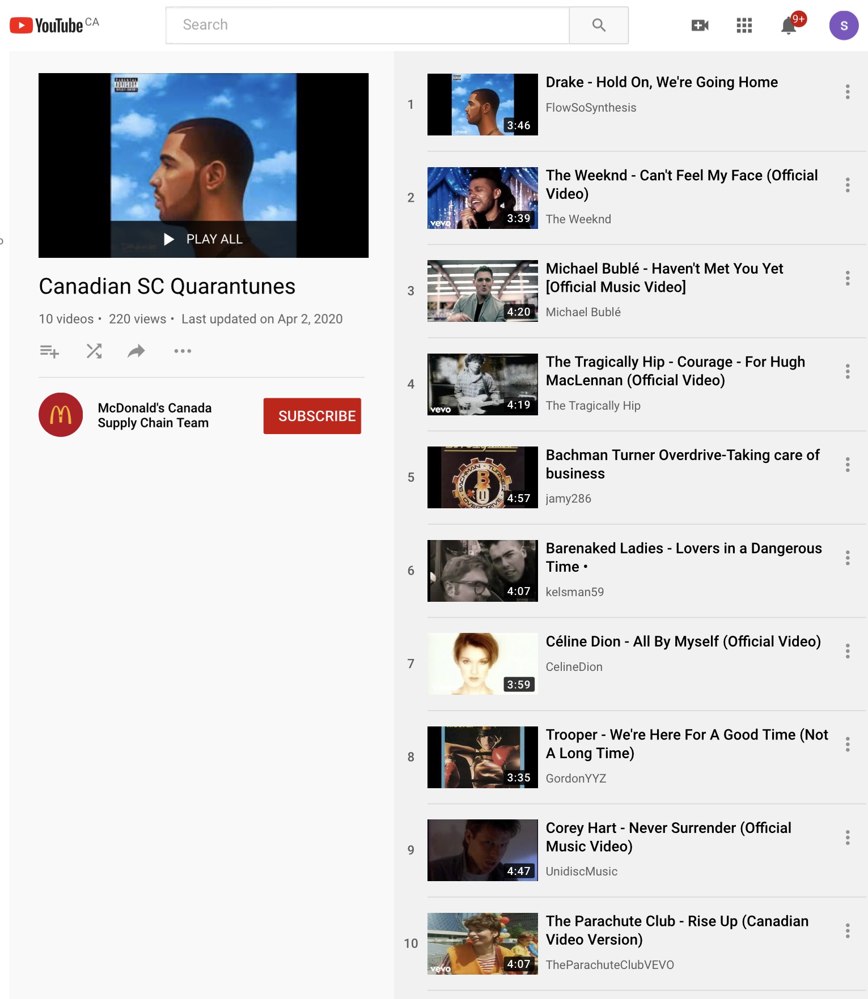 YouTube CA
Search
9+
S
PARENTAL
ADVISORY
PLAY ALL
Canadian SC Quarantunes
10 videos • 220 views • Last updated on Apr 2, 2020
McDonald's Canada
Supply Chain Team
SUBSCRIBE
1
3:46
Drake - Hold On, We're Going Home
FlowSoSynthesis
2
vevo
3:39
The Weeknd - Can't Feel My Face (Official
Video)
The Weeknd
3
4:20
Michael Bublé - Haven't Met You Yet
[Official Music Video]
Michael Bublé
4
vevo
4:19
The Tragically Hip - Courage - For Hugh
MacLennan (Official Video)
The Tragically Hip
5
BACHMAN - TURNER
OVERDRIVE
4:57
Bachman Turner Overdrive-Taking care of
business
jamy286
6
4:07
Barenaked Ladies - Lovers in a Dangerous
Time •
kelsman59
7
3:59
Céline Dion - All By Myself (Official Video)
CelineDion
8
3:35
Trooper - We're Here For A Good Time (Not
A Long Time)
GordonYYZ
9
4:47
Corey Hart - Never Surrender (Official
Music Video)
UnidiscMusic
10
vevo
4:07
The Parachute Club - Rise Up (Canadian
Video Version)
TheParachuteClubVEVO